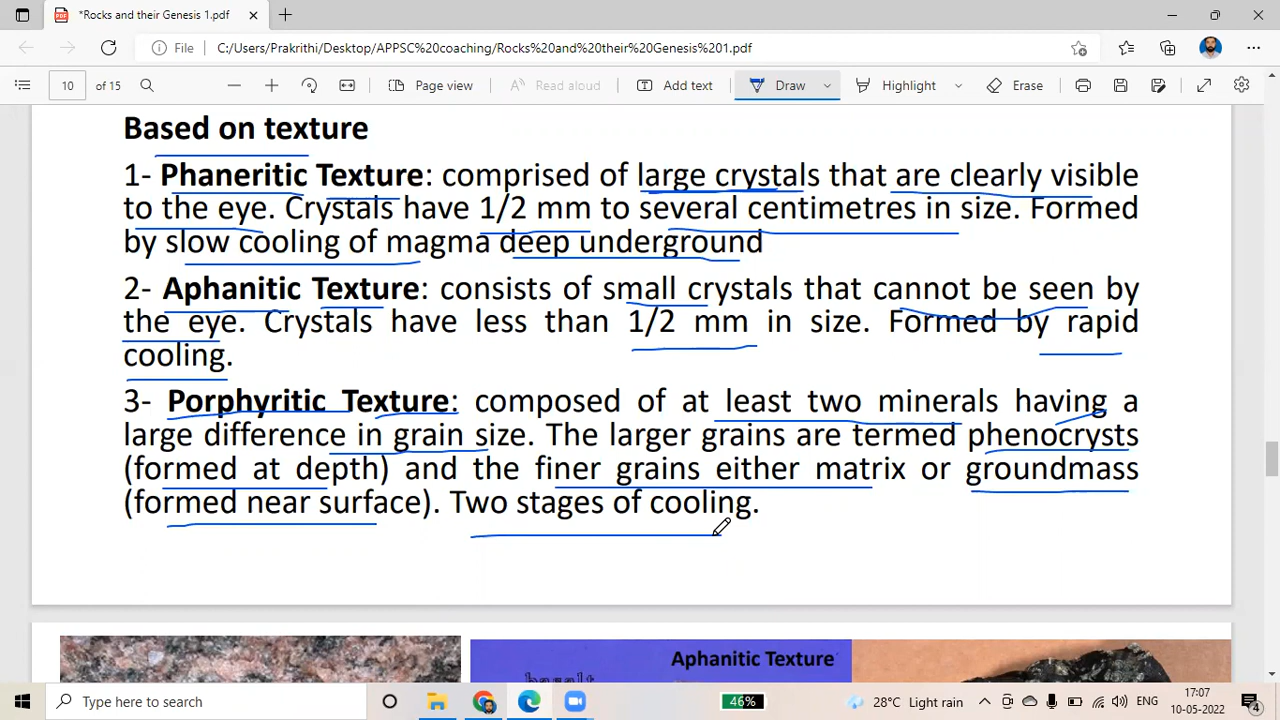 *Rocks and their Genesis 1.pdf
File C:/Users/Prakrithi/Desktop/APPSC%20coaching/Rocks%20and%20their%20Genesis%201.pdf
10 of 15 Page view Read aloud Add text Draw Highlight Erase
Based on texture
1- Phaneritic Texture: comprised of large crystals that are clearly visible
to the eye. Crystals have 1/2 mm to several centimetres in size. Formed
by slow cooling of magma deep underground
2- Aphanitic Texture: consists of small crystals that cannot be seen by
the eye. Crystals have less than 1/2 mm in size. Formed by rapid
cooling.
3- Porphyritic Texture: composed of at least two minerals having a
large difference in grain size. The larger grains are termed phenocrysts
(formed at depth) and the finer grains either matrix or groundmass
(formed near surface). Two stages of cooling.
Aphanitic Texture
basalt
Type here to search 46% 28°C Light rain ENG 17:07
10-05-2022 4